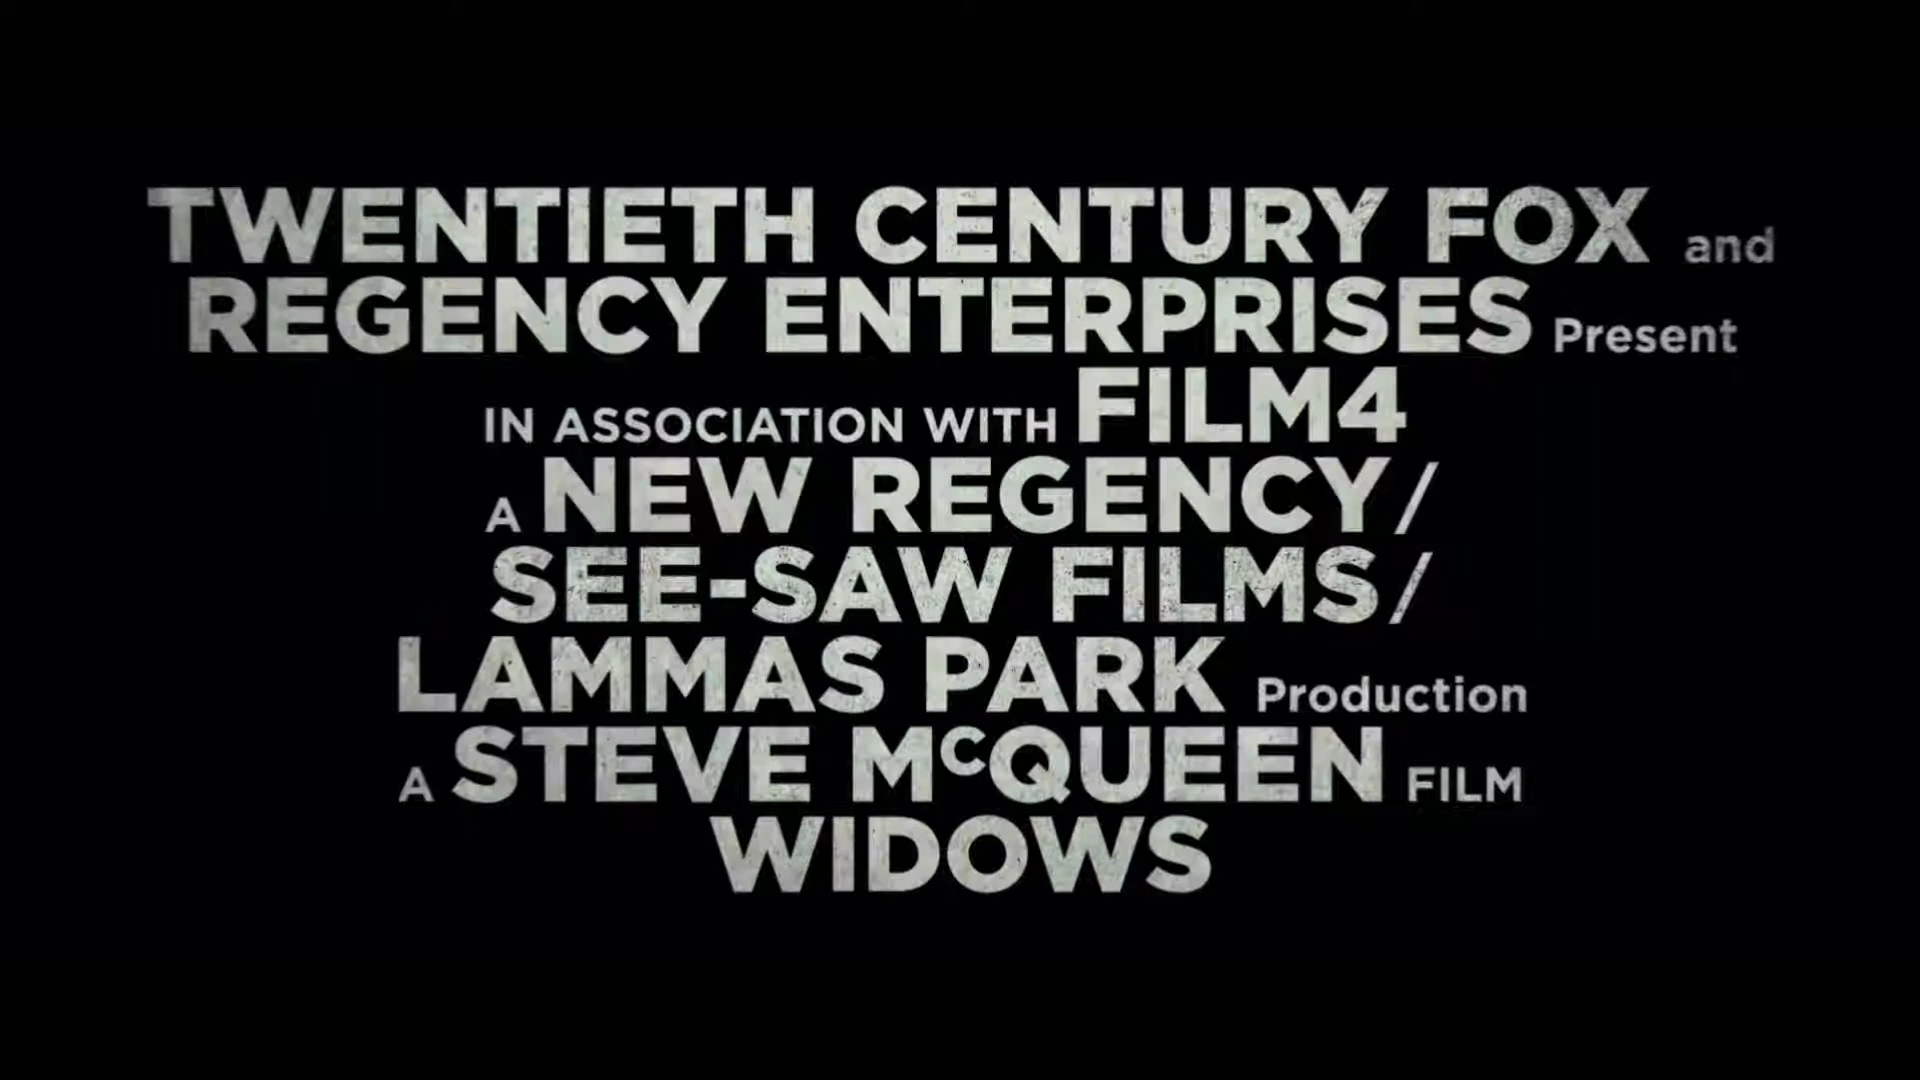 TWENTIETH CENTURY FOX and
REGENCY ENTERPRISES Present
IN ASSOCIATION WITH FILM4
A NEW REGENCY/
SEE-SAW FILMS/
LAMMAS PARK Production
A STEVE McQUEEN FILM
WIDOWS